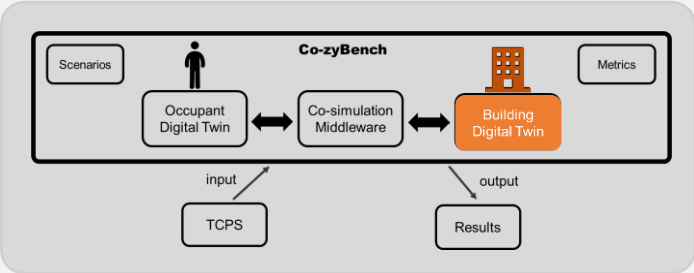 Co-zyBench
Scenarios
Metrics
Occupant
Digital Twin
Co-simulation
Middleware
Building
Digital Twin
input
output
TCPS
Results